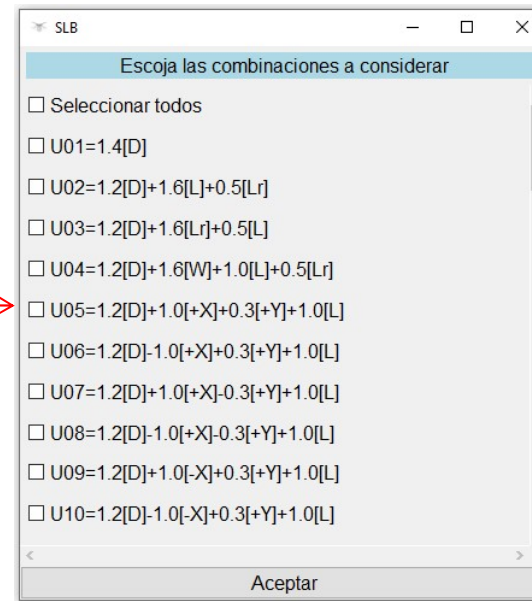 SLB
Escoja las combinaciones a considerar
Seleccionar todos
U01=1.4[D]
U02=1.2[D]+1.6[L]+0.5[Lr]
U03=1.2[D]+1.6[Lr]+0.5[L]
U04=1.2[D]+1.6[W]+1.0[L]+0.5[Lr]
U05=1.2[D]+1.0[+X]+0.3[+Y]+1.0[L]
U06=1.2[D]-1.0[+X]+0.3[+Y]+1.0[L]
U07=1.2[D]+1.0[+X]-0.3[+Y]+1.0[L]
U08=1.2[D]-1.0[+X]-0.3[+Y]+1.0[L]
U09=1.2[D]+1.0[-X]+0.3[+Y]+1.0[L]
U10=1.2[D]-1.0[-X]+0.3[+Y]+1.0[L]
Aceptar